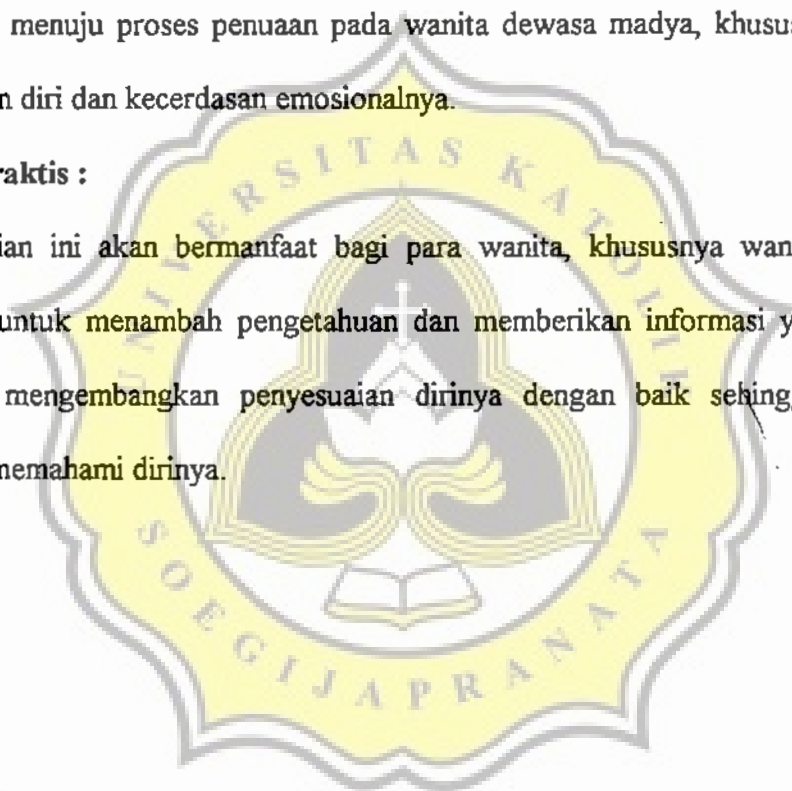 menuju proses penuaan pada wanita dewasa madya, khusus
n diri dan kecerdasan emosionalnya.
raktis :
ian ini akan bermanfaat bagi para wanita, khususnya wan
untuk menambah pengetahuan dan memberikan informasi y
mengembangkan penyesuaian dirinya dengan baik sehing
memahami dirinya.
UNIVERSITAS KATOLIK
SOEGIJAPRANATA